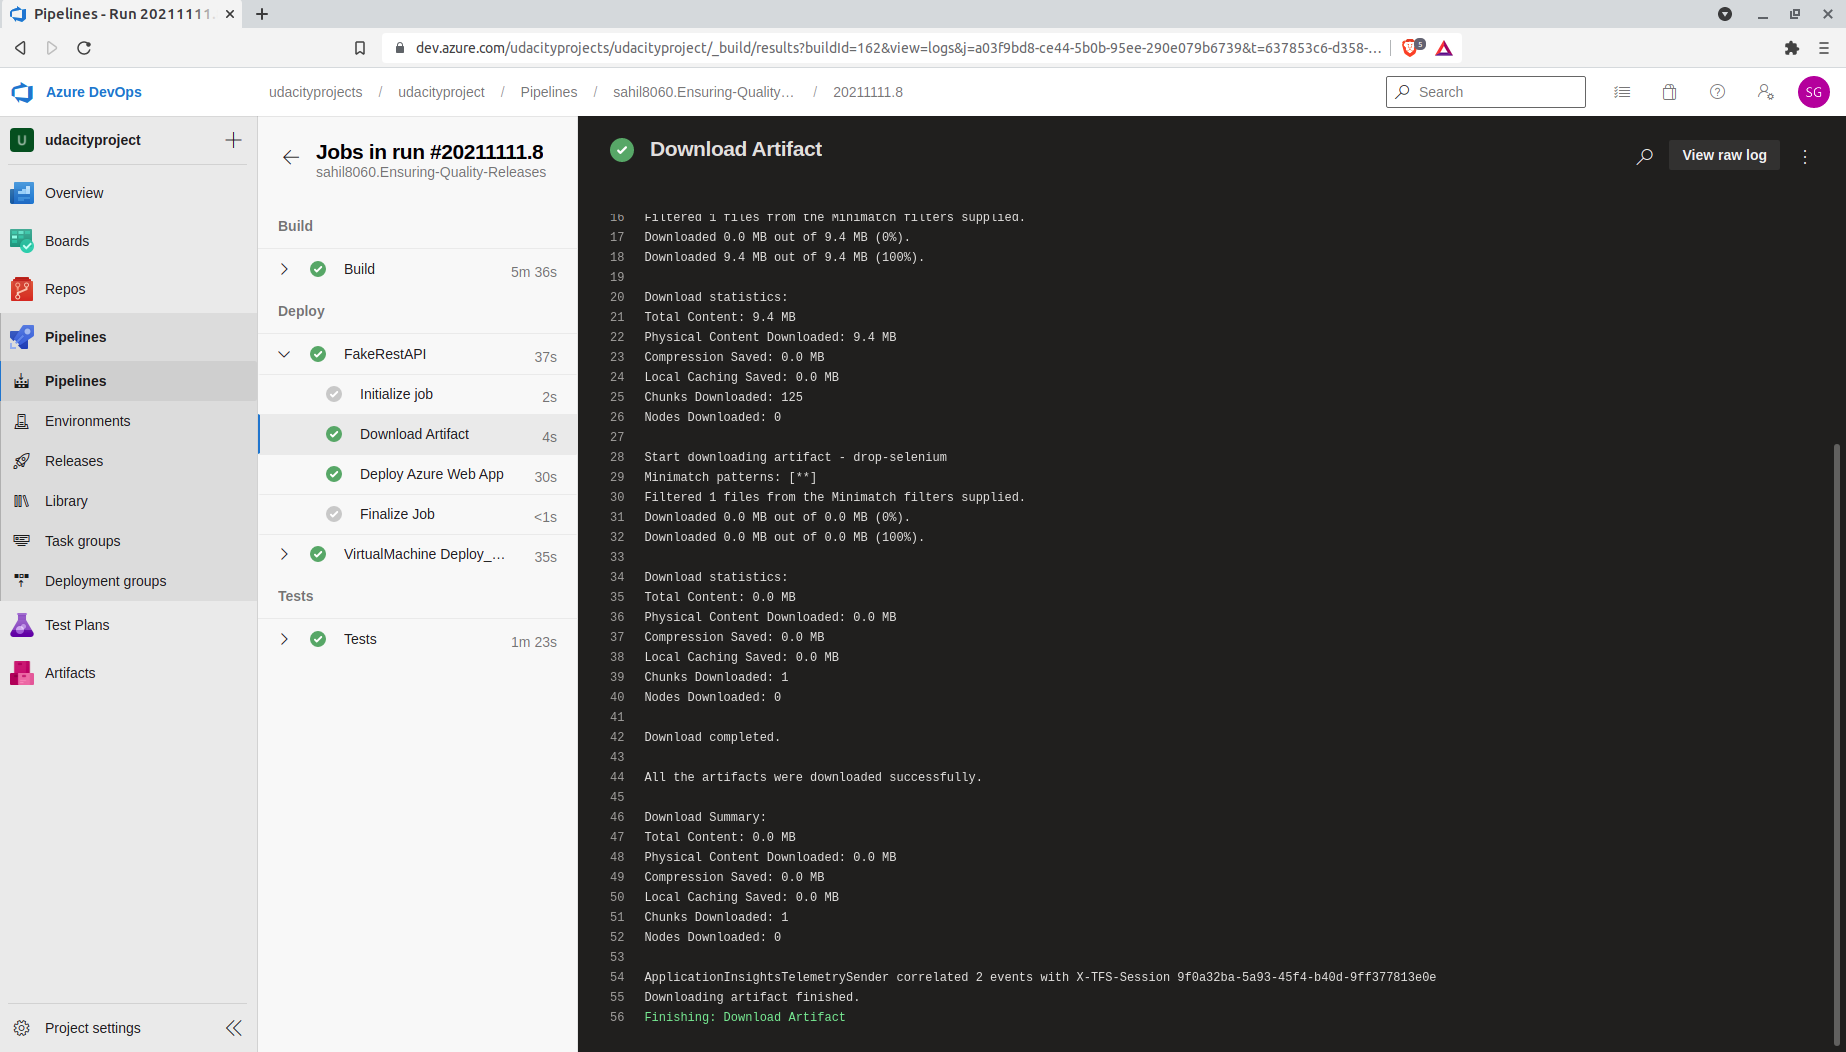 Pipelines - Run 20211111.
dev.azure.com/udacityprojects/udacityproject/_build/results?buildId=162&view=logs&j=a03f9bd8-ce44-5b0b-95ee-290e079b6739&t=637853c6-d358-...
5
Azure DevOps
udacityprojects / udacityproject / Pipelines / sahil8060.Ensuring-Quality... / 20211111.8
Search
SG
U udacityproject
Overview
Boards
Repos
Pipelines
Pipelines
Environments
Releases
Library
Task groups
Deployment groups
Test Plans
Artifacts
Project settings
Jobs in run #20211111.8
sahil8060.Ensuring-Quality-Releases
Build
Build 5m 36s
Deploy
FakeRestAPI 37s
Initialize job 2s
Download Artifact 4s
Deploy Azure Web App 30s
Finalize Job <1s
VirtualMachine Deploy_... 35s
Tests
Tests 1m 23s
Download Artifact
View raw log
16 Filtered 1 files from the Minimatch filters supplied.
17 Downloaded 0.0 MB out of 9.4 MB (0%).
18 Downloaded 9.4 MB out of 9.4 MB (100%).
19
20 Download statistics:
21 Total Content: 9.4 MB
22 Physical Content Downloaded: 9.4 MB
23 Compression Saved: 0.0 MB
24 Local Caching Saved: 0.0 MB
25 Chunks Downloaded: 125
26 Nodes Downloaded: 0
27
28 Start downloading artifact - drop-selenium
29 Minimatch patterns: [**]
30 Filtered 1 files from the Minimatch filters supplied.
31 Downloaded 0.0 MB out of 0.0 MB (0%).
32 Downloaded 0.0 MB out of 0.0 MB (100%).
33
34 Download statistics:
35 Total Content: 0.0 MB
36 Physical Content Downloaded: 0.0 MB
37 Compression Saved: 0.0 MB
38 Local Caching Saved: 0.0 MB
39 Chunks Downloaded: 1
40 Nodes Downloaded: 0
41
42 Download completed.
43
44 All the artifacts were downloaded successfully.
45
46 Download Summary:
47 Total Content: 0.0 MB
48 Physical Content Downloaded: 0.0 MB
49 Compression Saved: 0.0 MB
50 Local Caching Saved: 0.0 MB
51 Chunks Downloaded: 1
52 Nodes Downloaded: 0
53
54 ApplicationInsightsTelemetrySender correlated 2 events with X-TFS-Session 9f0a32ba-5a93-45f4-b40d-9ff377813e0e
55 Downloading artifact finished.
56 Finishing: Download Artifact